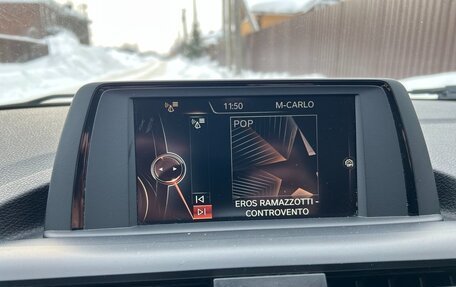 11:50 M-CARLO
POP
EROS RAMAZZOTTI -
CONTROVENTO